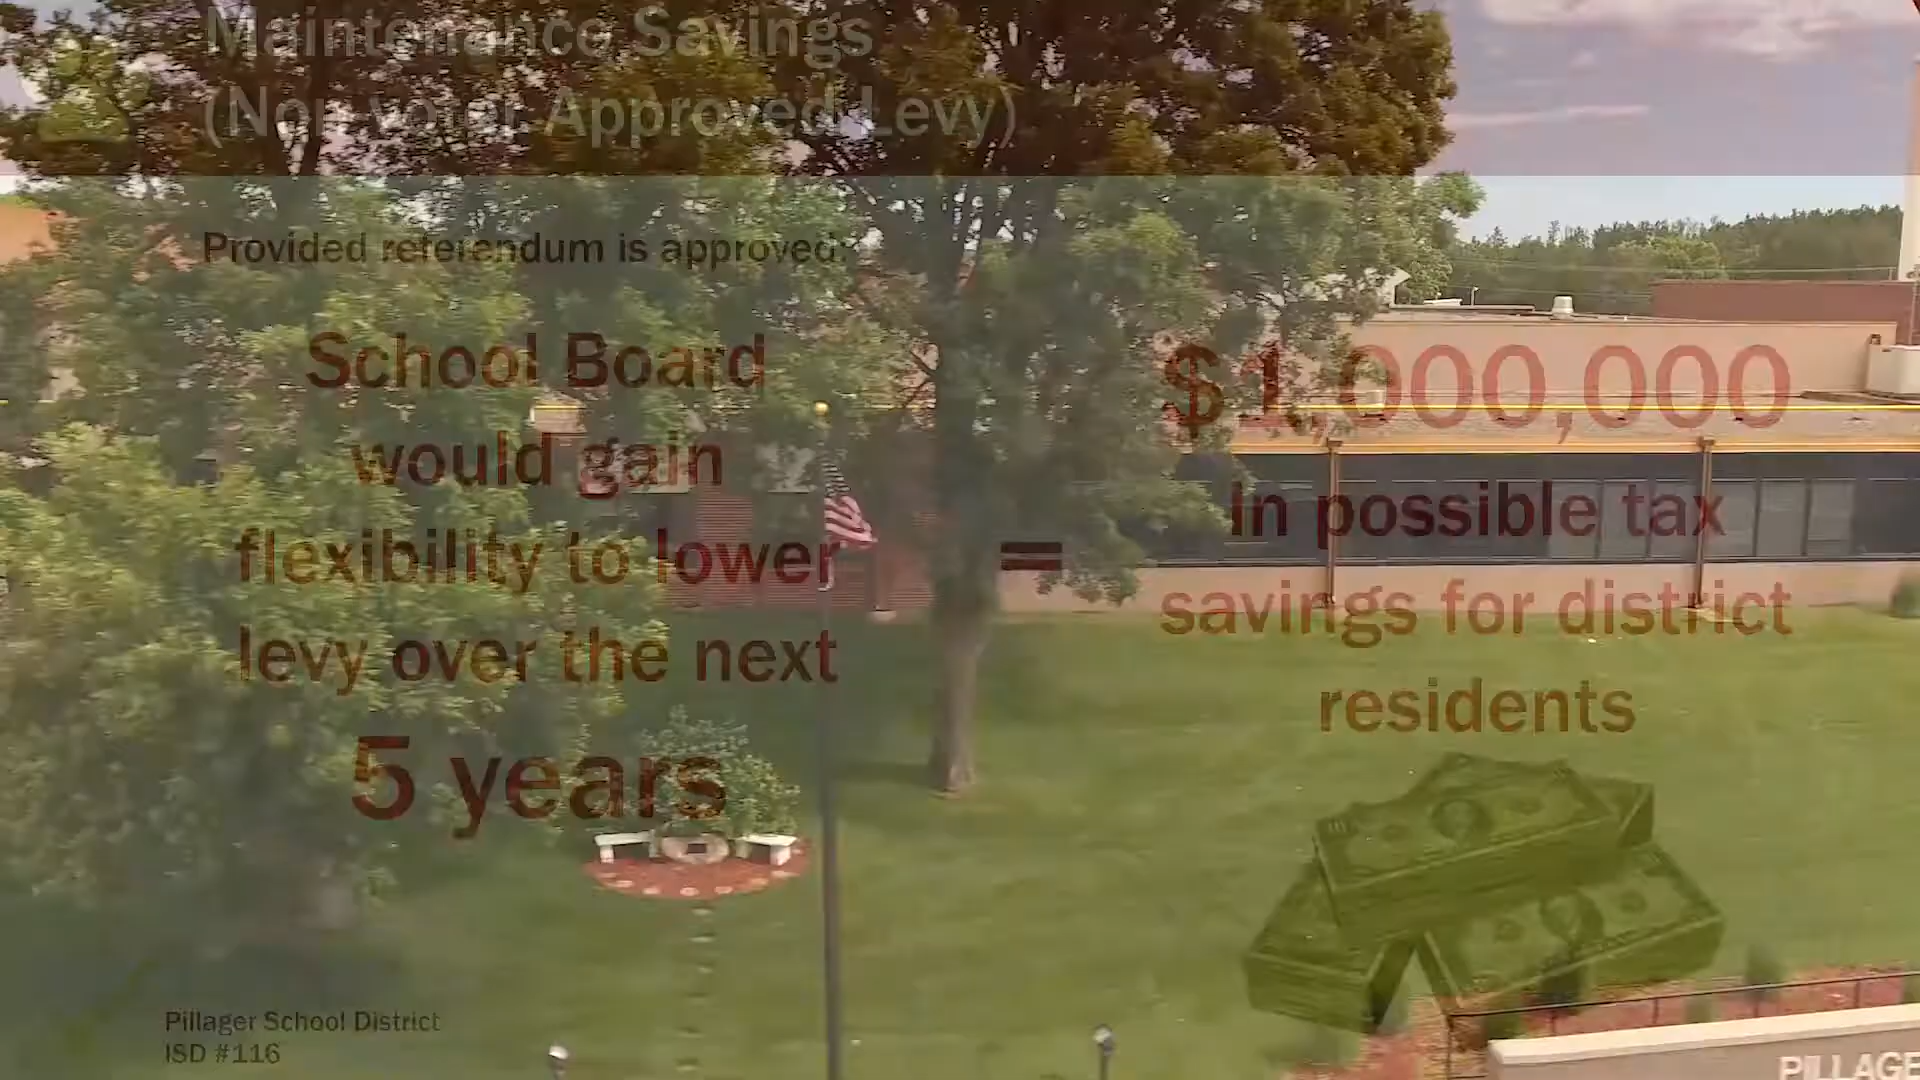 Maintenance Savings
(Non-Voter Approved Levy)
Provided referendum is approved:
School Board
would gain
flexibility to lower
levy over the next
5 years
=
$1,000,000
In possible tax
savings for district
residents
Pillager School District
ISD #116
PILLAGE